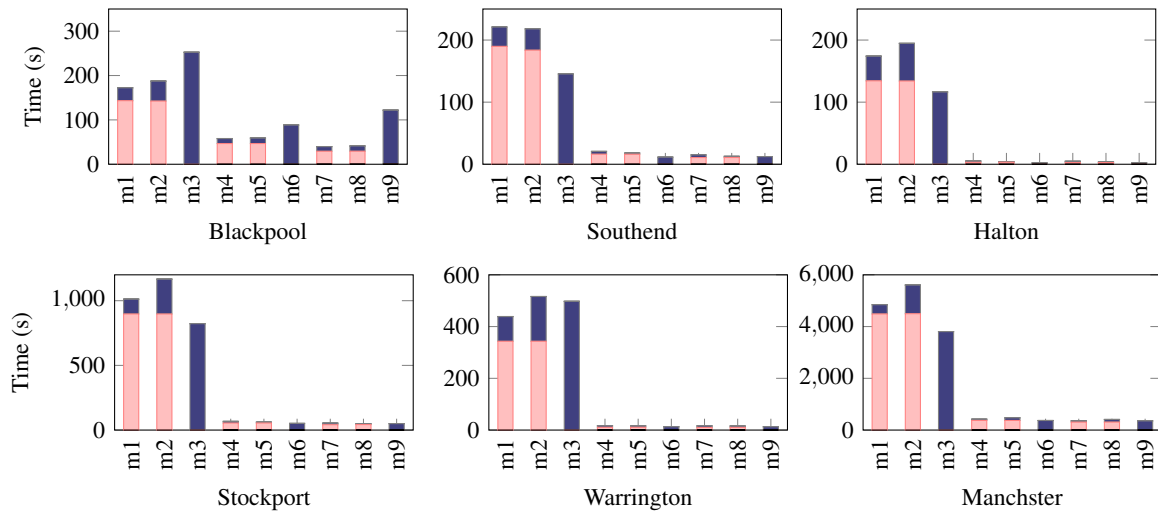 Time (s)
300
200
100
0
m1 m2 m3 m4 m5 m6 m7 m8 m9
Blackpool
200
100
0
m1 m2 m3 m4 m5 m6 m7 m8 m9
Southend
200
100
0
m1 m2 m3 m4 m5 m6 m7 m8 m9
Halton
Time (s)
1,000
500
0
m1 m2 m3 m4 m5 m6 m7 m8 m9
Stockport
600
400
200
0
m1 m2 m3 m4 m5 m6 m7 m8 m9
Warrington
6,000
4,000
2,000
0
m1 m2 m3 m4 m5 m6 m7 m8 m9
Manchster